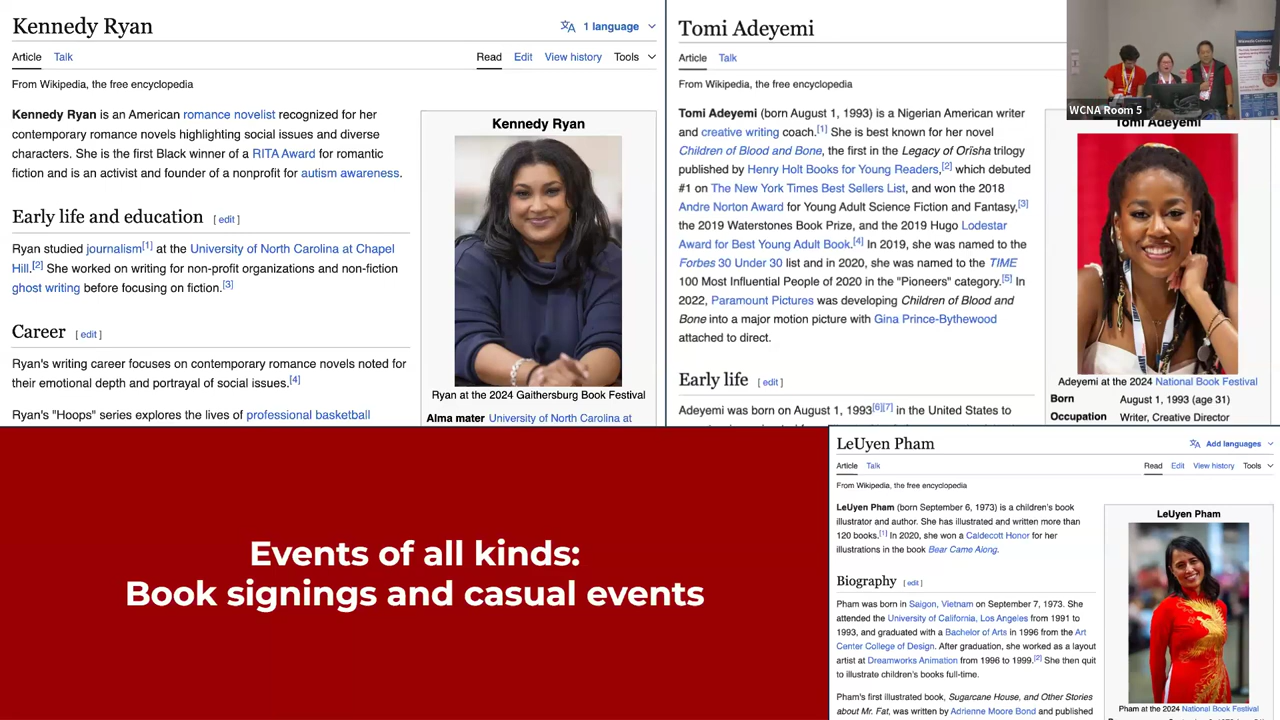 Kennedy Ryan
1 language
Article Talk Read Edit View history Tools
From Wikipedia, the free encyclopedia
Kennedy Ryan is an American romance novelist recognized for her
contemporary romance novels highlighting social issues and diverse
characters. She is the first Black winner of a RITA Award for romantic
fiction and is an activist and founder of a nonprofit for autism awareness.
Early life and education [ edit ]
Ryan studied journalism[1] at the University of North Carolina at Chapel
Hill.[2] She worked on writing for non-profit organizations and non-fiction
ghost writing before focusing on fiction.[3]
Career [ edit ]
Ryan's writing career focuses on contemporary romance novels noted for
their emotional depth and portrayal of social issues.[4]
Ryan's "Hoops" series explores the lives of professional basketball
Kennedy Ryan
Ryan at the 2024 Gaithersburg Book Festival
Alma mater University of North Carolina at
Tomi Adeyemi
Article Talk
From Wikipedia, the free encyclopedia
Tomi Adeyemi (born August 1, 1993) is a Nigerian American writer
and creative writing coach.[1] She is best known for her novel
Children of Blood and Bone, the first in the Legacy of Orïsha trilogy
published by Henry Holt Books for Young Readers,[2] which debuted
#1 on The New York Times Best Sellers List, and won the 2018
Andre Norton Award for Young Adult Science Fiction and Fantasy,[3]
the 2019 Waterstones Book Prize, and the 2019 Hugo Lodestar
Award for Best Young Adult Book.[4] In 2019, she was named to the
Forbes 30 Under 30 list and in 2020, she was named to the TIME
100 Most Influential People of 2020 in the "Pioneers" category.[5] In
2022, Paramount Pictures was developing Children of Blood and
Bone into a major motion picture with Gina Prince-Bythewood
attached to direct.
Early life [ edit ]
Adeyemi was born on August 1, 1993[6][7] in the United States to
WCNA Room 5
Tomi Adeyemi
Adeyemi at the 2024 National Book Festival
Born August 1, 1993 (age 31)
Occupation Writer, Creative Director
Events of all kinds:
Book signings and casual events
LeUyen Pham
Add languages
Article Talk Read Edit View history Tools
From Wikipedia, the free encyclopedia
LeUyen Pham (born September 6, 1973) is a children's book
illustrator and author. She has illustrated and written more than
120 books.[1] In 2020, she won a Caldecott Honor for her
illustrations in the book Bear Came Along.
Biography [ edit ]
Pham was born in Saigon, Vietnam on September 7, 1973. She
attended the University of California, Los Angeles from 1991 to
1993, and graduated with a Bachelor of Arts in 1996 from the Art
Center College of Design. After graduation, she worked as a layout
artist at Dreamworks Animation from 1996 to 1999.[2] She then quit
to illustrate children's books full-time.
Pham's first illustrated book, Sugarcane House, and Other Stories
about Mr. Fat, was written by Adrienne Moore Bond and published
LeUyen Pham
Pham at the 2024 National Book Festival